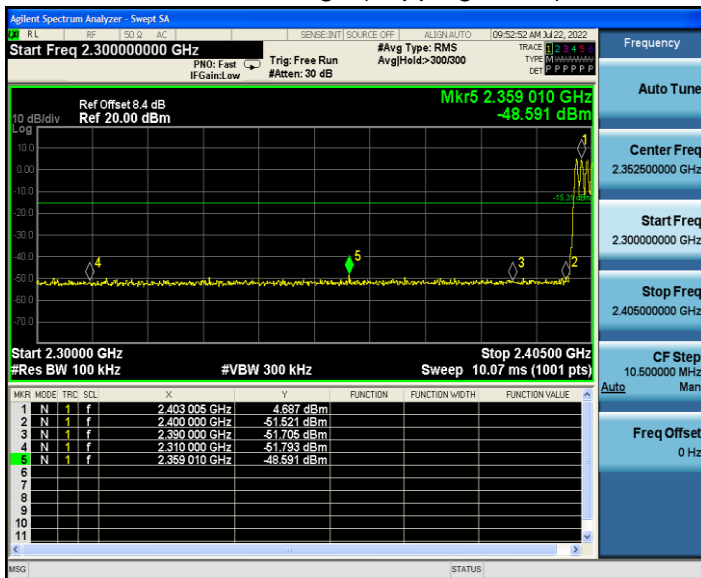 Agilent Spectrum Analyzer - Swept SA
LXI RL RF 50 Ω AC SENSE:INT SOURCE OFF ALIGN AUTO 09:52:52 AM Jul 22, 2022
Start Freq 2.300000000 GHz
#Avg Type: RMS
TRACE 1 2 3 4 5 6
PNO: Fast
Trig: Free Run
Avg|Hold:>300/300
TYPE M
IFGain:Low
#Atten: 30 dB
DET P P P P P P
Mkr5 2.359 010 GHz
-48.591 dBm
Ref Offset 8.4 dB
10 dB/div Ref 20.00 dBm
Log
10.0
0.00
-10.0
-15.31 dBm
-20.0
-30.0
-40.0
-50.0
-60.0
-70.0
1
4
5
3
2
Start 2.30000 GHz
Stop 2.40500 GHz
#Res BW 100 kHz
#VBW 300 kHz
Sweep 10.07 ms (1001 pts)
MKR MODE TRC SCL X Y FUNCTION FUNCTION WIDTH FUNCTION VALUE
1 N 1 f 2.403 005 GHz 4.687 dBm
2 N 1 f 2.400 000 GHz -51.521 dBm
3 N 1 f 2.390 000 GHz -51.705 dBm
4 N 1 f 2.310 000 GHz -51.793 dBm
5 N 1 f 2.359 010 GHz -48.591 dBm
6
7
8
9
10
11
MSG
STATUS
Frequency
Auto Tune
Center Freq
2.352500000 GHz
Start Freq
2.300000000 GHz
Stop Freq
2.405000000 GHz
CF Step
10.500000 MHz
Auto Man
Freq Offset
0 Hz